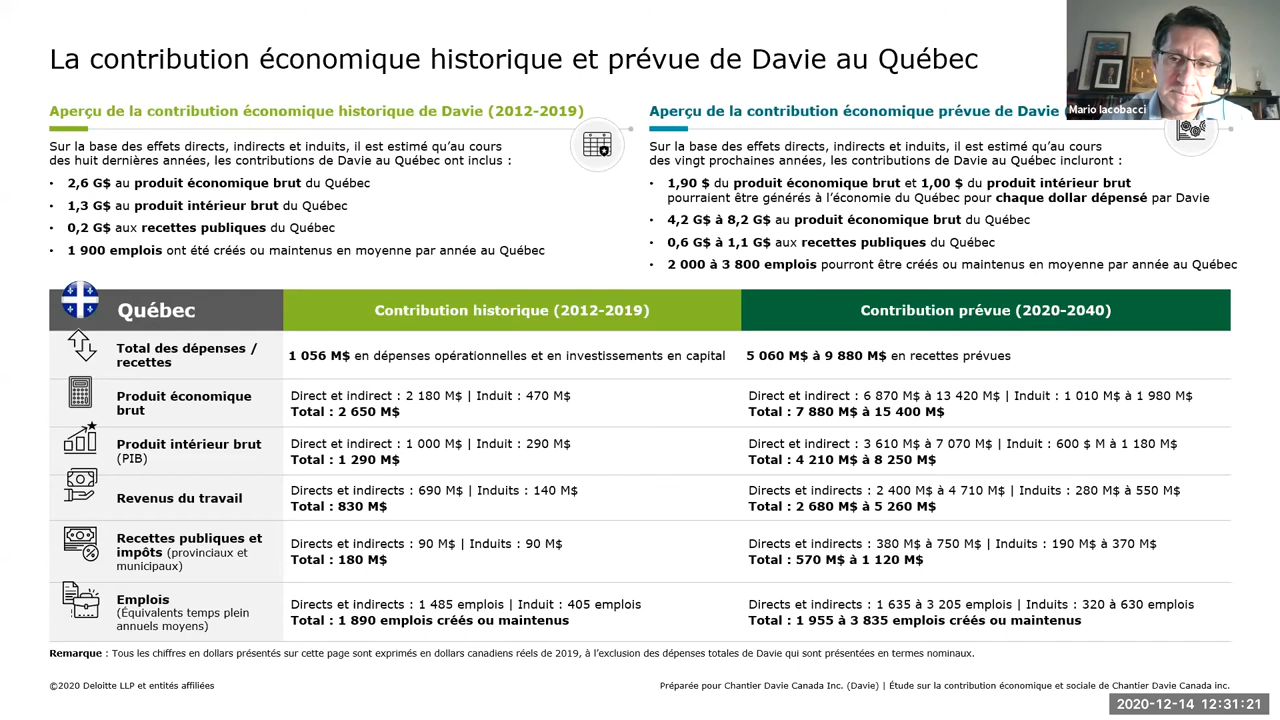 La contribution économique historique et prévue de Davie au Québec
Mario Iacobacci
Aperçu de la contribution économique historique de Davie (2012-2019)
Sur la base des effets directs, indirects et induits, il est estimé qu’au cours
des huit dernières années, les contributions de Davie au Québec ont inclus :
• 2,6 G$ au produit économique brut du Québec
• 1,3 G$ au produit intérieur brut du Québec
• 0,2 G$ aux recettes publiques du Québec
• 1 900 emplois ont été créés ou maintenus en moyenne par année au Québec
Aperçu de la contribution économique prévue de Davie
Sur la base des effets directs, indirects et induits, il est estimé qu’au cours
des vingt prochaines années, les contributions de Davie au Québec incluront :
• 1,90 $ du produit économique brut et 1,00 $ du produit intérieur brut
pourraient être générés à l’économie du Québec pour chaque dollar dépensé par Davie
• 4,2 G$ à 8,2 G$ au produit économique brut du Québec
• 0,6 G$ à 1,1 G$ aux recettes publiques du Québec
• 2 000 à 3 800 emplois pourront être créés ou maintenus en moyenne par année au Québec
Québec
Contribution historique (2012-2019)
Contribution prévue (2020-2040)
Total des dépenses /
recettes
1 056 M$ en dépenses opérationnelles et en investissements en capital
5 060 M$ à 9 880 M$ en recettes prévues
Produit économique
brut
Direct et indirect : 2 180 M$ | Induit : 470 M$
Total : 2 650 M$
Direct et indirect : 6 870 M$ à 13 420 M$ | Induit : 1 010 M$ à 1 980 M$
Total : 7 880 M$ à 15 400 M$
Produit intérieur brut
(PIB)
Direct et indirect : 1 000 M$ | Induit : 290 M$
Total : 1 290 M$
Direct et indirect : 3 610 M$ à 7 070 M$ | Induit : 600 $ M à 1 180 M$
Total : 4 210 M$ à 8 250 M$
Revenus du travail
Directs et indirects : 690 M$ | Induits : 140 M$
Total : 830 M$
Directs et indirects : 2 400 M$ à 4 710 M$ | Induits : 280 M$ à 550 M$
Total : 2 680 M$ à 5 260 M$
Recettes publiques et
impôts (provinciaux et
municipaux)
Directs et indirects : 90 M$ | Induits : 90 M$
Total : 180 M$
Directs et indirects : 380 M$ à 750 M$ | Induits : 190 M$ à 370 M$
Total : 570 M$ à 1 120 M$
Emplois
(Équivalents temps plein
annuels moyens)
Directs et indirects : 1 485 emplois | Induit : 405 emplois
Total : 1 890 emplois créés ou maintenus
Directs et indirects : 1 635 à 3 205 emplois | Induits : 320 à 630 emplois
Total : 1 955 à 3 835 emplois créés ou maintenus
Remarque : Tous les chiffres en dollars présentés sur cette page sont exprimés en dollars canadiens réels de 2019, à l’exclusion des dépenses totales de Davie qui sont présentées en termes nominaux.
©2020 Deloitte LLP et entités affiliées
Préparée pour Chantier Davie Canada Inc. (Davie) | Étude sur la contribution économique et sociale de Chantier Davie Canada inc.
2020-12-14 12:31:21